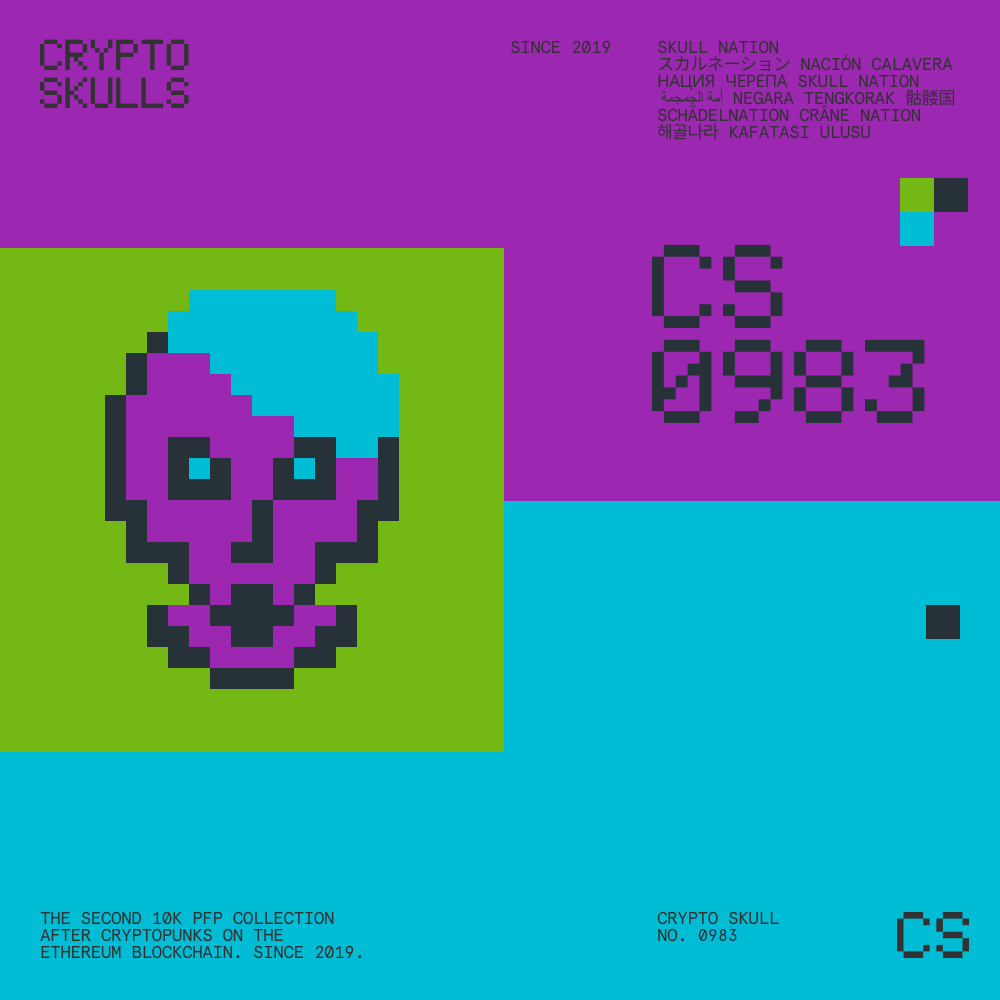 CRYPTO
SKULLS
SINCE 2019
SKULL NATION
スカルネーション NACIÓN CALAVERA
НАЦИЯ ЧЕРЕПА SKULL NATION
أمة الجمجمة NEGARA TENGKORAK 骷髅国
SCHÄDELNATION CRÂNE NATION
해골나라 KAFATASI ULUSU
CS
0983
THE SECOND 10K PFP COLLECTION
AFTER CRYPTOPUNKS ON THE
ETHEREUM BLOCKCHAIN. SINCE 2019.
CRYPTO SKULL
NO. 0983
CS